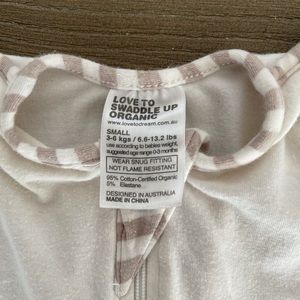 LOVE TO
SWADDLE UP
ORGANIC
www.lovetodream.com.au
SMALL
3-6 kgs / 6.6-13.2 lbs
use according to babies weight,
suggested age range 0-3 months
WEAR SNUG FITTING
NOT FLAME RESISTANT
95% Cotton-Certified Organic
5% Elastane
DESIGNED IN AUSTRALIA
MADE IN CHINA